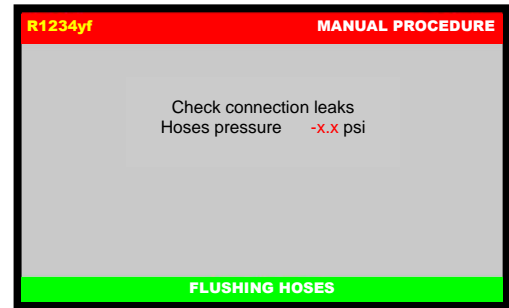 R1234yf MANUAL PROCEDURE
Check connection leaks
Hoses pressure -x.x psi
FLUSHING HOSES